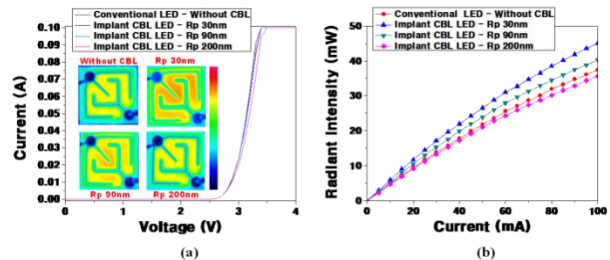 Conventional LED - Without CBL
Implant CBL LED - Rp 30nm
Implant CBL LED - Rp 90nm
Implant CBL LED - Rp 200nm
0.10
0.09
0.08
0.07
0.06
0.05
0.04
0.03
0.02
0.01
0.00
Current (A)
Without CBL
Rp 30nm
Rp 90nm
Rp 200nm
0
1
2
3
4
Voltage (V)
(a)
Conventional LED - Without CBL
Implant CBL LED - Rp 30nm
Implant CBL LED - Rp 90nm
Implant CBL LED - Rp 200nm
50
40
30
20
10
0
Radiant Intensity (mW)
0
20
40
60
80
100
Current (mA)
(b)